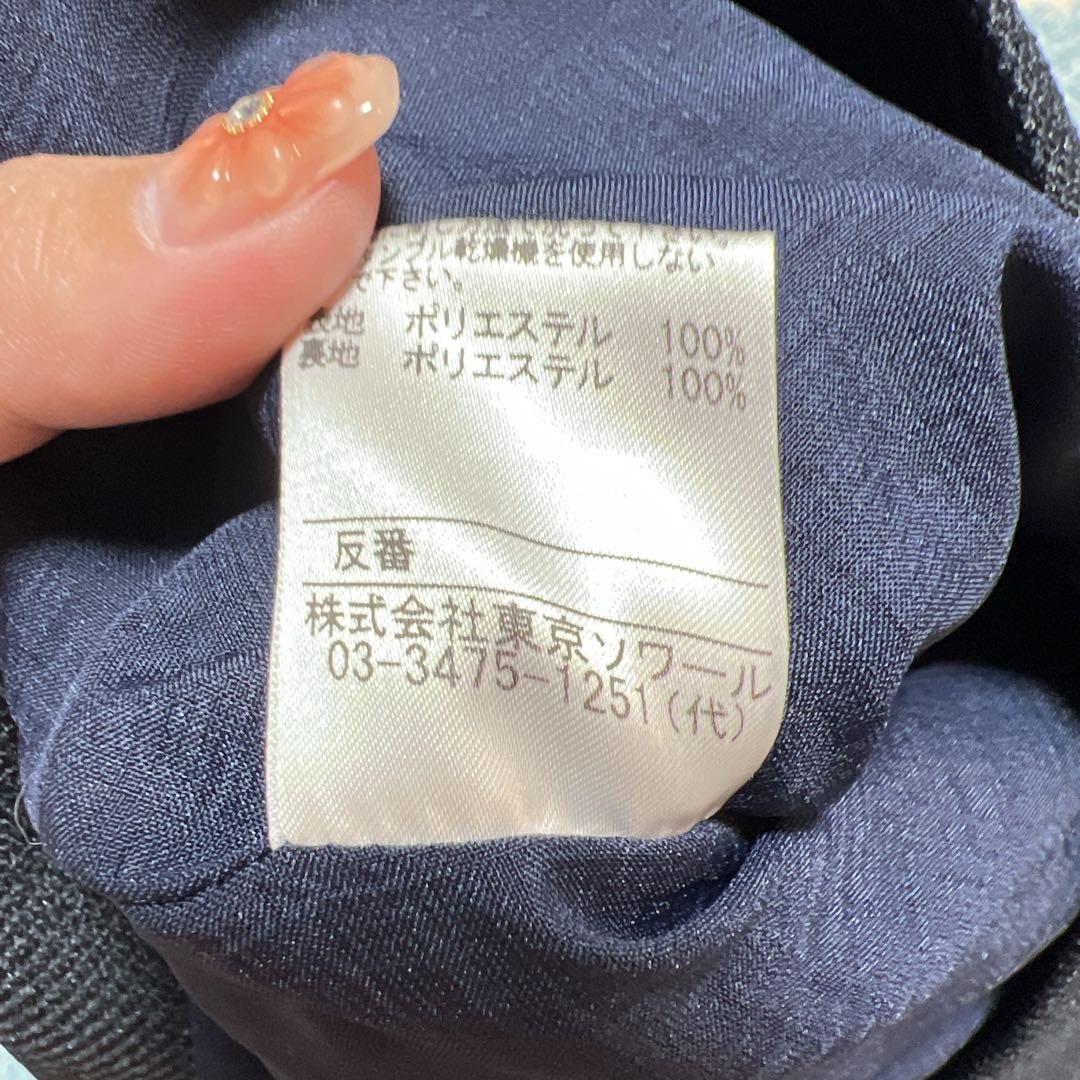 ンブル乾燥機を使用しない
で下さい。
表地 ポリエステル 100%
裏地 ポリエステル 100%
反番
株式会社東京ソワール
03-3475-1251(代)